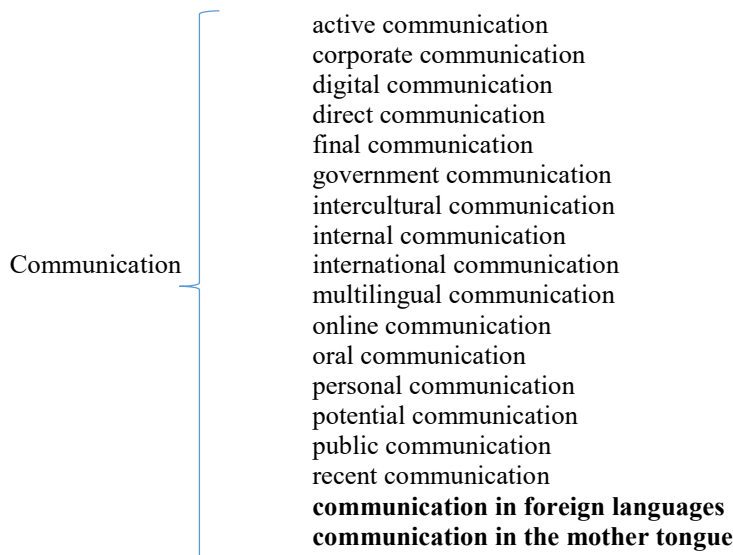 active communication
corporate communication
digital communication
direct communication
final communication
government communication
intercultural communication
internal communication
Communication
international communication
multilingual communication
online communication
oral communication
personal communication
potential communication
public communication
recent communication
communication in foreign languages
communication in the mother tongue